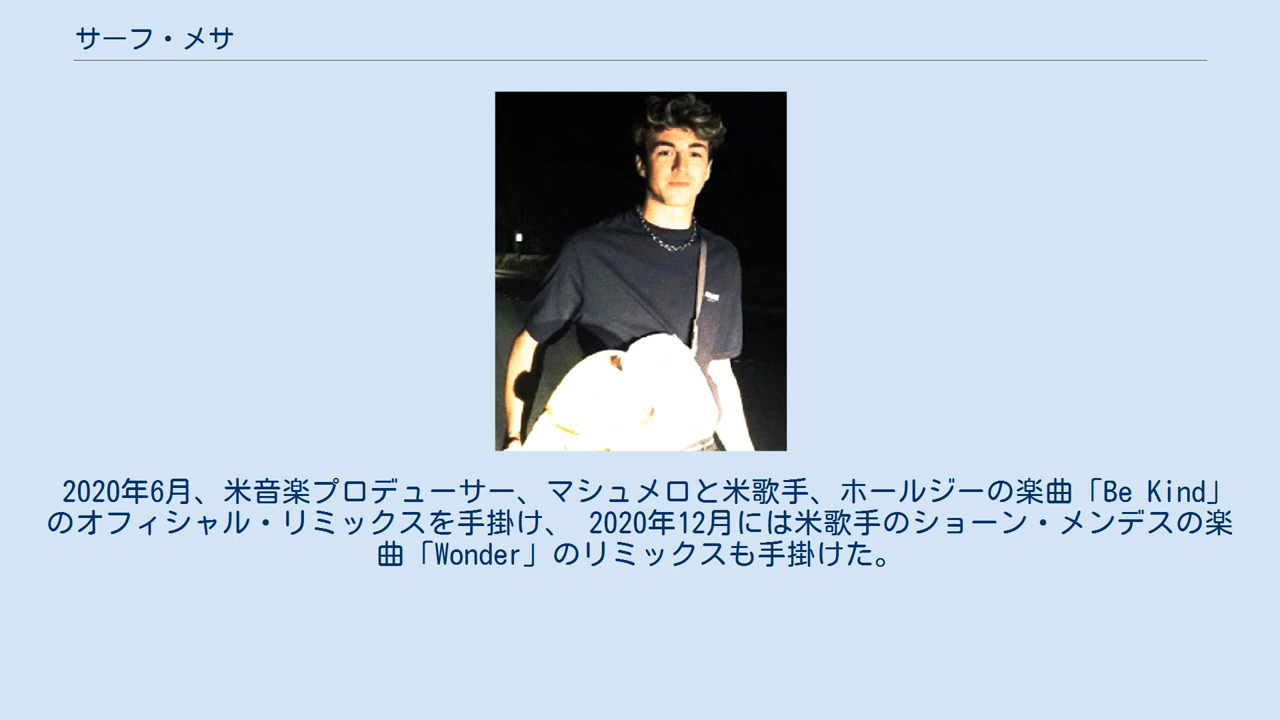 サーフ・メサ
2020年6月、米音楽プロデューサー、マシュメロと米歌手、ホールジーの楽曲「Be Kind」
のオフィシャル・リミックスを手掛け、 2020年12月には米歌手のショーン・メンデスの楽
曲「Wonder」のリミックスも手掛けた。